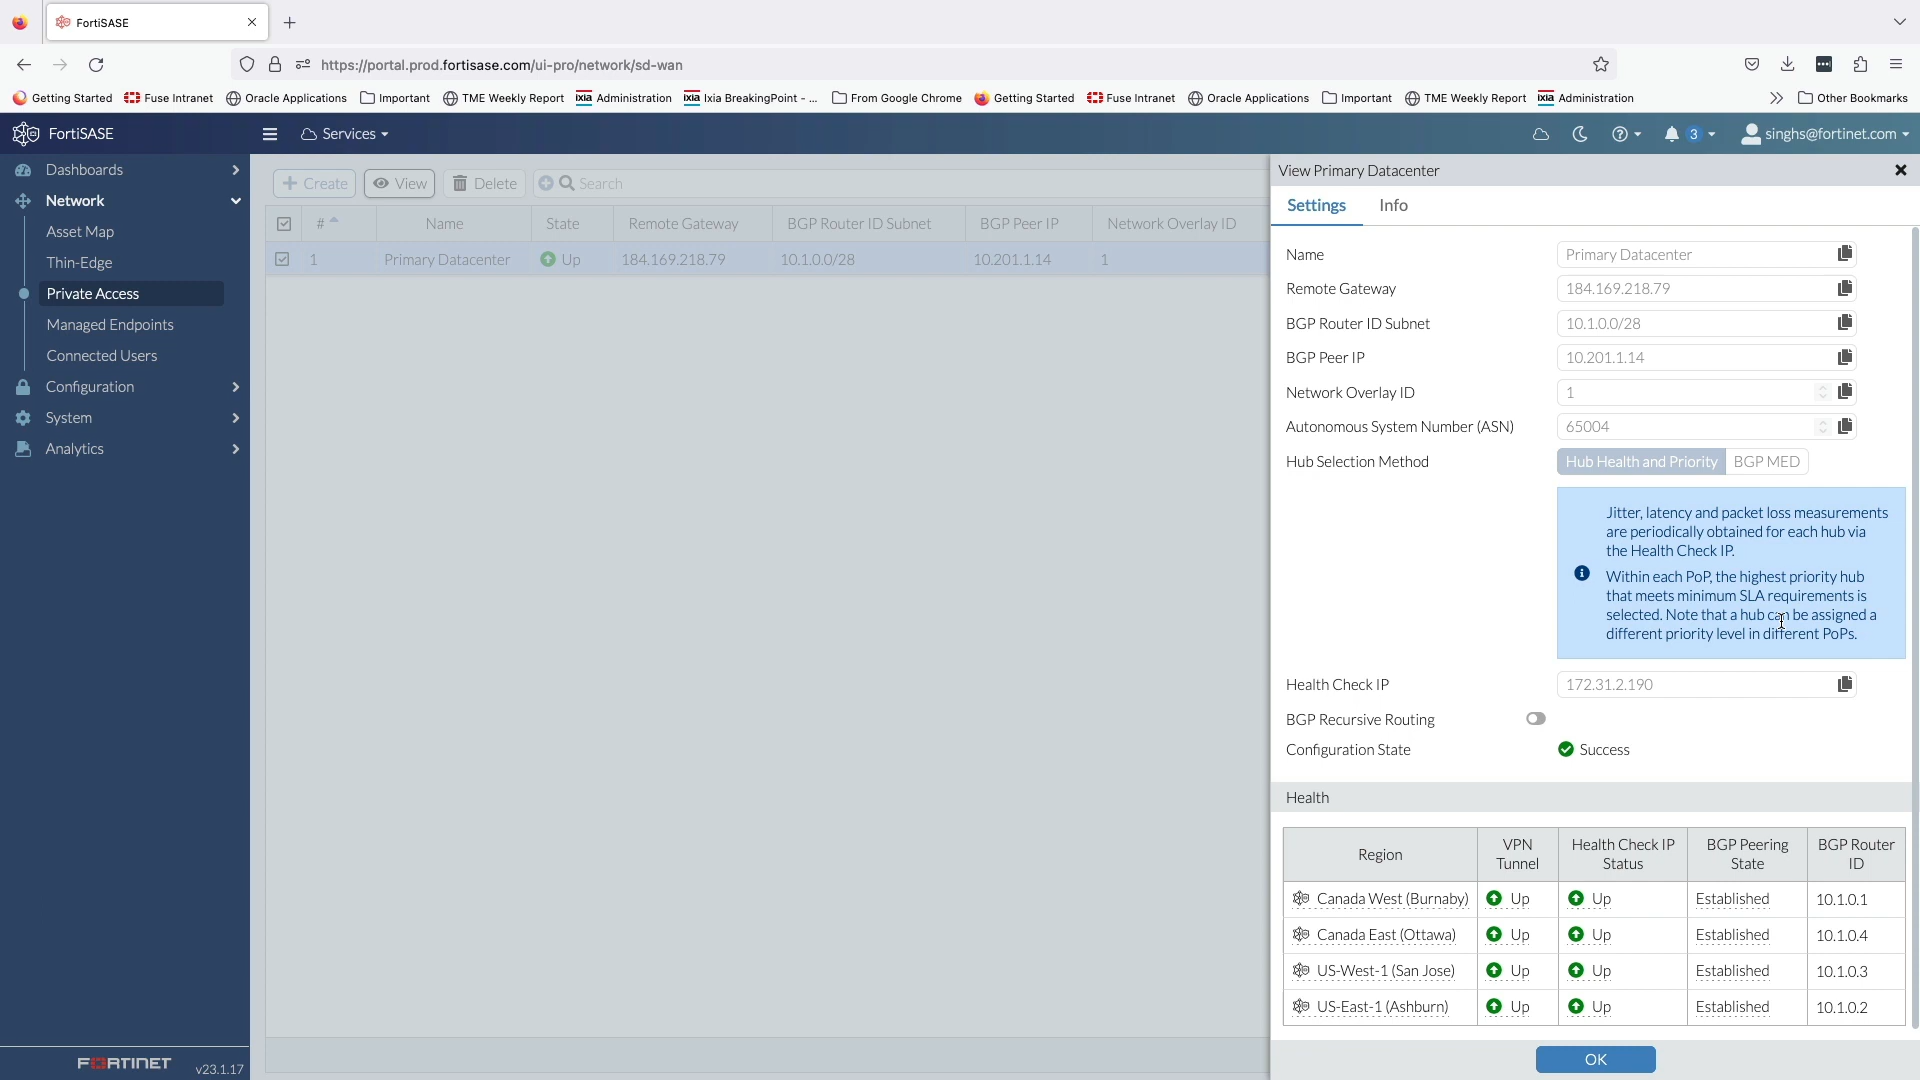 FortiSASE
https://portal.prod.fortisase.com/ui-pro/network/sd-wan
Getting Started
Fuse Intranet
Oracle Applications
Important
TME Weekly Report
ixia Administration
ixia Ixia BreakingPoint - ...
From Google Chrome
Getting Started
Fuse Intranet
Oracle Applications
Important
TME Weekly Report
ixia Administration
Other Bookmarks
FortiSASE
Services
3
singhs@fortinet.com
Dashboards
Network
Asset Map
Thin-Edge
Private Access
Managed Endpoints
Connected Users
Configuration
System
Analytics
FORTINET
v23.1.17
+ Create
View
Delete
Search
# Name State Remote Gateway BGP Router ID Subnet BGP Peer IP Network Overlay ID
1 Primary Datacenter Up 184.169.218.79 10.1.0.0/28 10.201.1.14 1
View Primary Datacenter
Settings Info
Name Primary Datacenter
Remote Gateway 184.169.218.79
BGP Router ID Subnet 10.1.0.0/28
BGP Peer IP 10.201.1.14
Network Overlay ID 1
Autonomous System Number (ASN) 65004
Hub Selection Method Hub Health and Priority BGP MED
Jitter, latency and packet loss measurements
are periodically obtained for each hub via
the Health Check IP.
Within each PoP, the highest priority hub
that meets minimum SLA requirements is
selected. Note that a hub can be assigned a
different priority level in different PoPs.
Health Check IP 172.31.2.190
BGP Recursive Routing
Configuration State Success
Health
Region VPN Tunnel Health Check IP Status BGP Peering State BGP Router ID
Canada West (Burnaby) Up Up Established 10.1.0.1
Canada East (Ottawa) Up Up Established 10.1.0.4
US-West-1 (San Jose) Up Up Established 10.1.0.3
US-East-1 (Ashburn) Up Up Established 10.1.0.2
OK